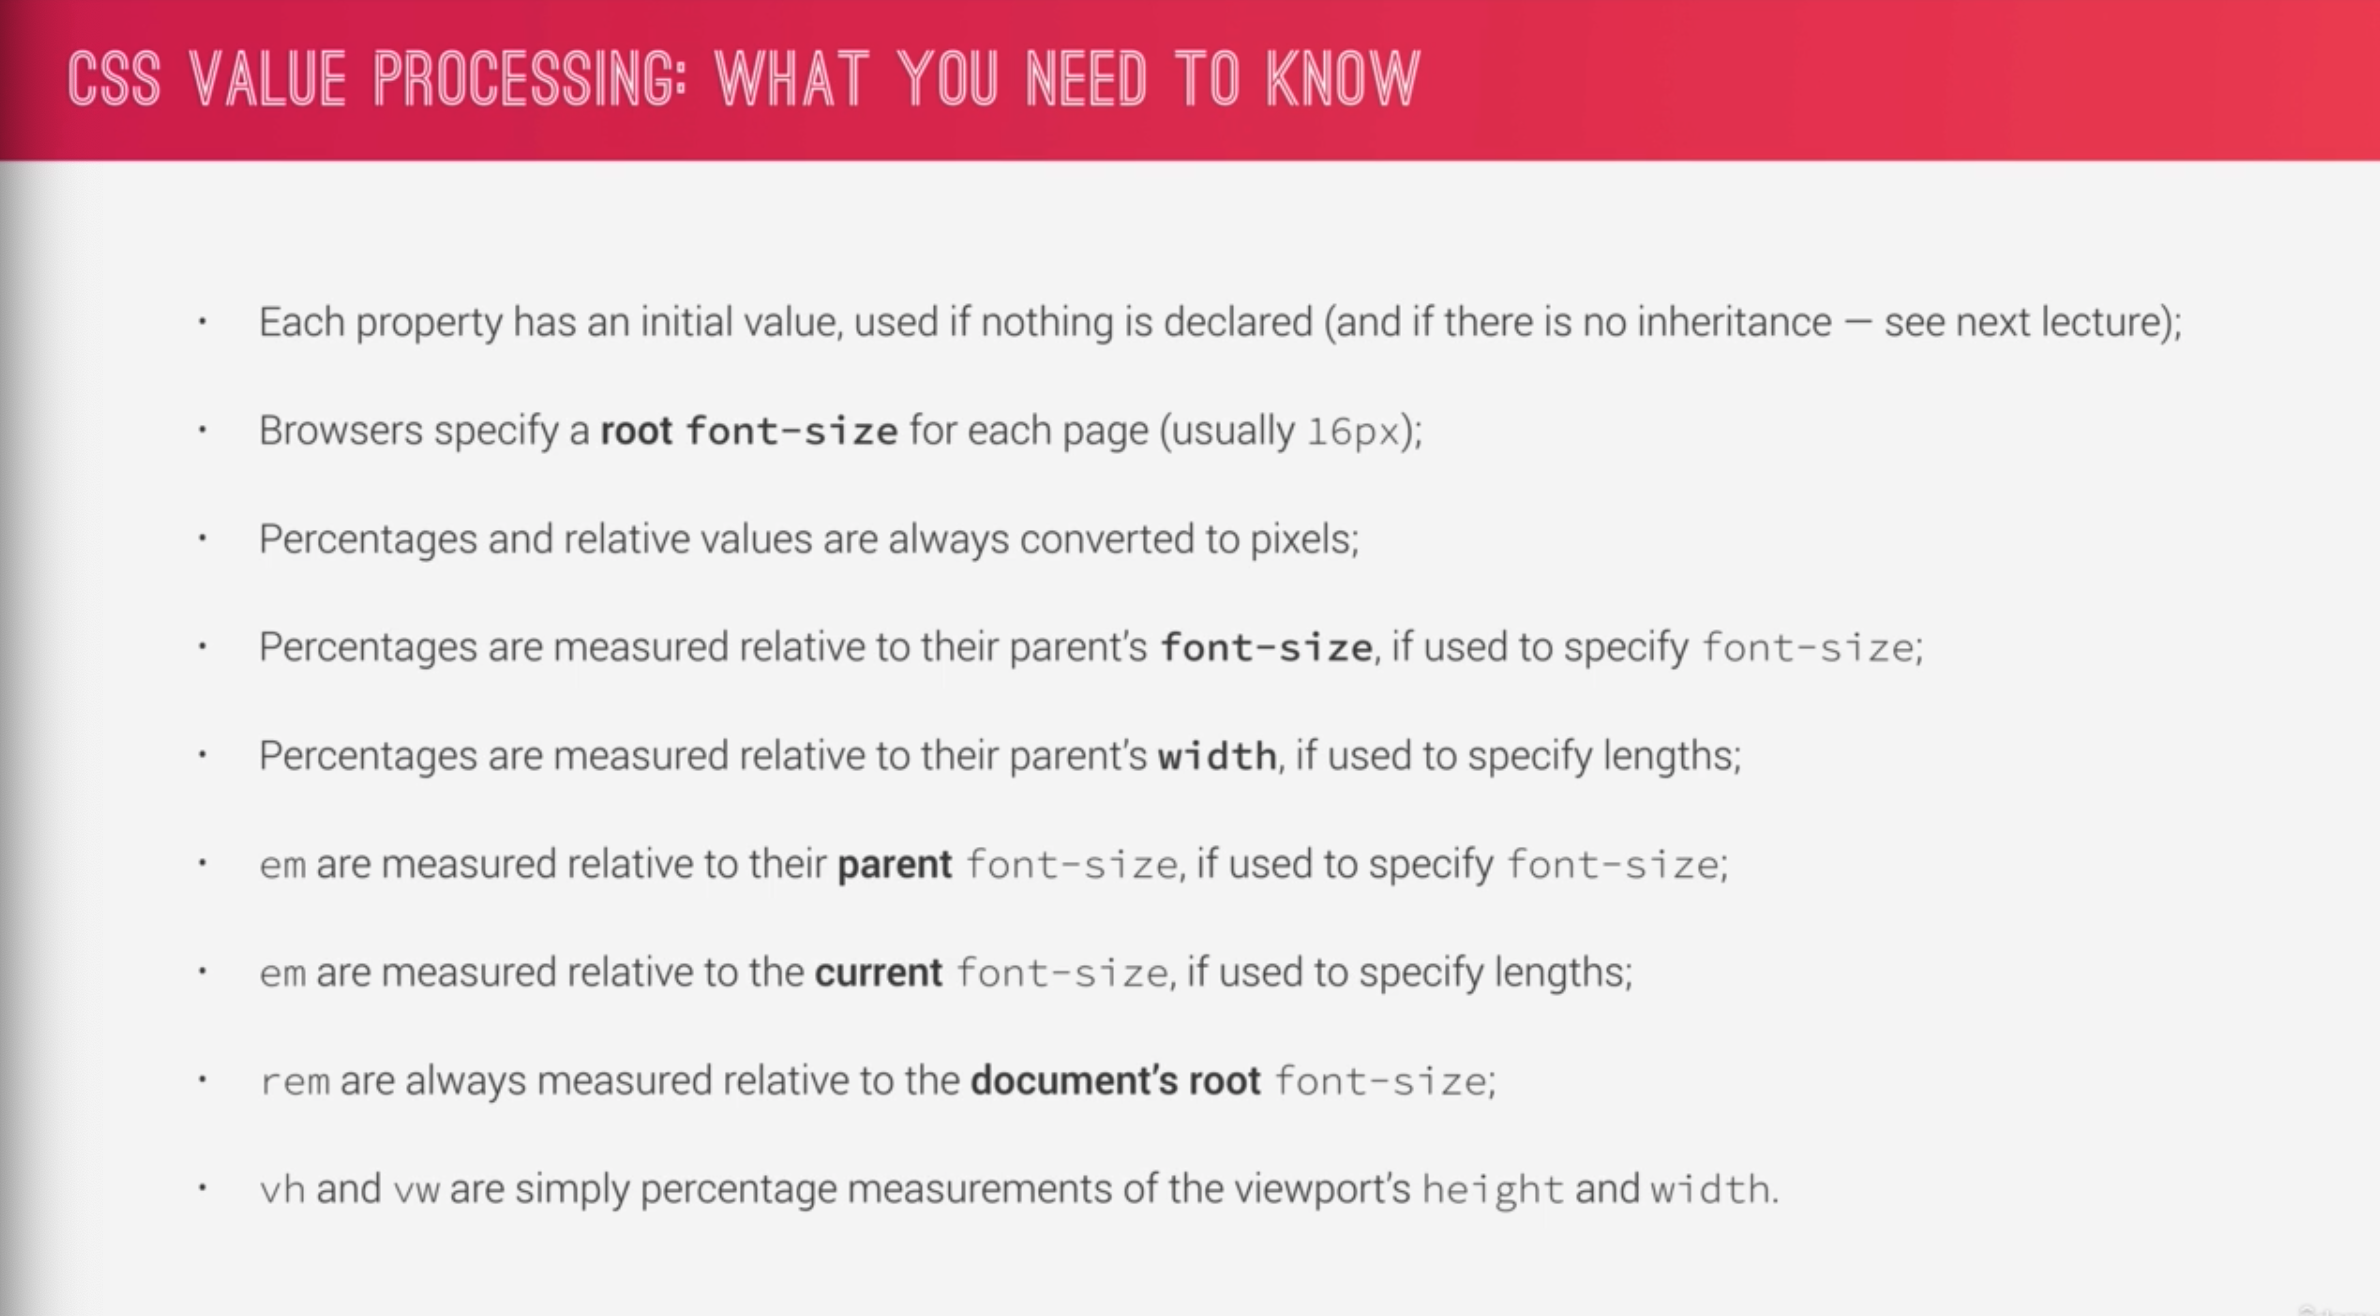 CSS VALUE PROCESSING: WHAT YOU NEED TO KNOW
• Each property has an initial value, used if nothing is declared (and if there is no inheritance — see next lecture);
• Browsers specify a root font-size for each page (usually 16px);
• Percentages and relative values are always converted to pixels;
• Percentages are measured relative to their parent’s font-size, if used to specify font-size;
• Percentages are measured relative to their parent’s width, if used to specify lengths;
• em are measured relative to their parent font-size, if used to specify font-size;
• em are measured relative to the current font-size, if used to specify lengths;
• rem are always measured relative to the document’s root font-size;
• vh and vw are simply percentage measurements of the viewport’s height and width.